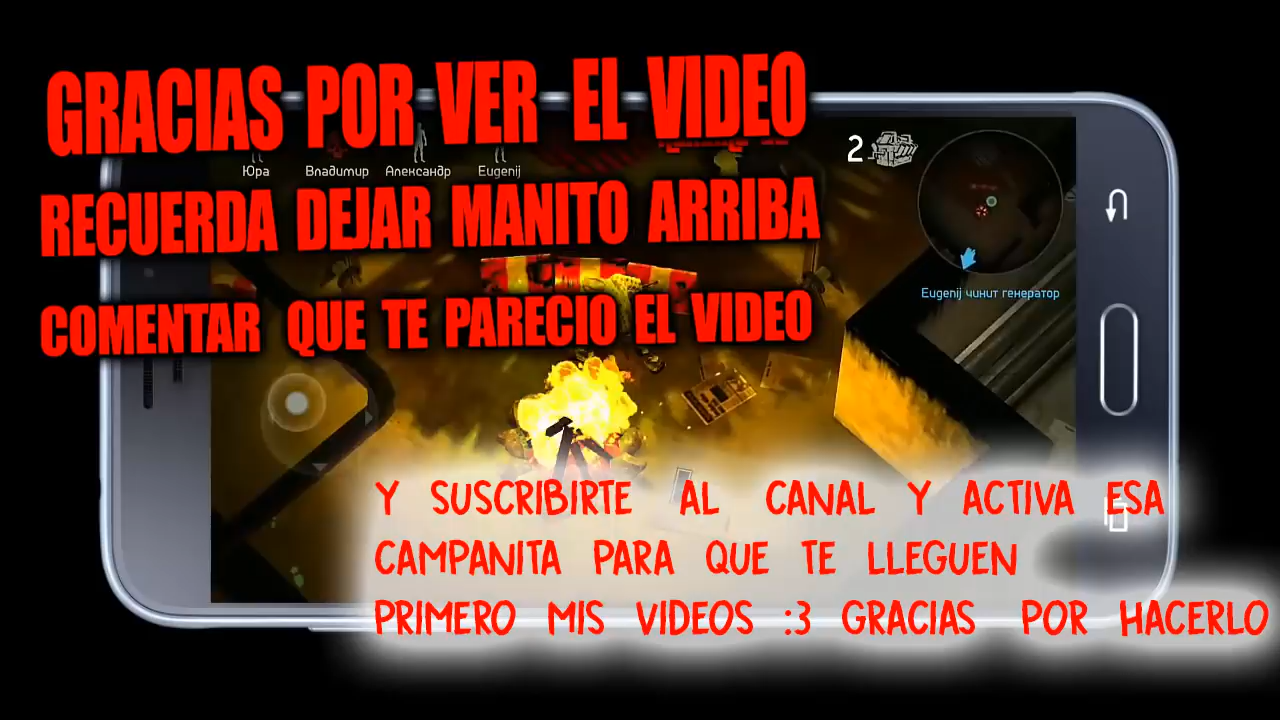 GRACIAS POR VER EL VIDEO
2
Юра Владимир Александр Eugenij
RECUERDA DEJAR MANITO ARRIBA
Eugenij чинит генератор
COMENTAR QUE TE PARECIO EL VIDEO
Y SUSCRIBIRTE AL CANAL Y ACTIVA ESA
CAMPANITA PARA QUE TE LLEGUEN
PRIMERO MIS VIDEOS :3 GRACIAS POR HACERLO